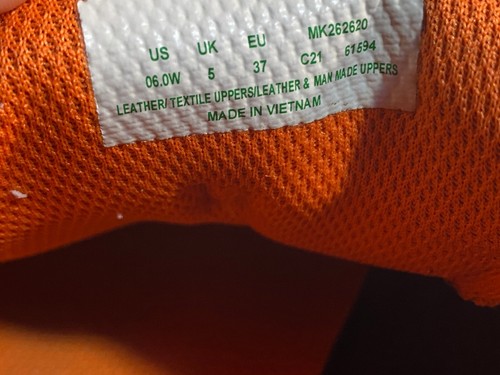 US UK EU MK262620
06.0W 5 37 C21 61594
LEATHER/TEXTILE UPPERS/LEATHER & MAN MADE UPPERS
MADE IN VIETNAM